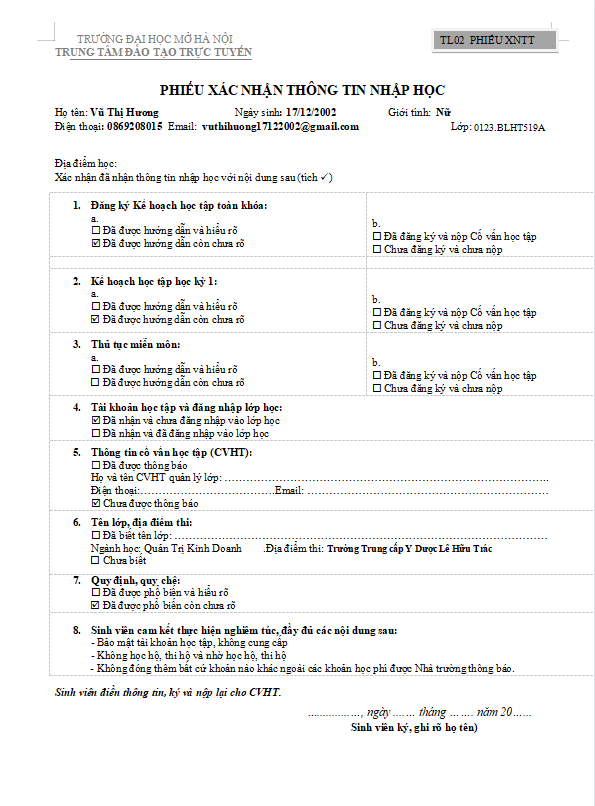 TRƯỜNG ĐẠI HỌC MỞ HÀ NỘI
TRUNG TÂM ĐÀO TẠO TRỰC TUYẾN
TL02 PHIẾU XNTT
PHIẾU XÁC NHẬN THÔNG TIN NHẬP HỌC
Họ tên: Vũ Thị Hương Ngày sinh: 17/12/2002 Giới tính: Nữ
Điện thoại: 0869208015 Email: vuthihuong17122002@gmail.com Lớp: 0123.BLHT519A
Địa điểm học:
Xác nhận đã nhận thông tin nhập học với nội dung sau (tích ✓)
1. Đăng ký Kế hoạch học tập toàn khóa:
a.
☐ Đã được hướng dẫn và hiểu rõ
☑ Đã được hướng dẫn còn chưa rõ
b.
☐ Đã đăng ký và nộp Cố vấn học tập
☐ Chưa đăng ký và chưa nộp
2. Kế hoạch học tập học kỳ 1:
a.
☐ Đã được hướng dẫn và hiểu rõ
☑ Đã được hướng dẫn còn chưa rõ
b.
☐ Đã đăng ký và nộp Cố vấn học tập
☐ Chưa đăng ký và chưa nộp
3. Thủ tục miễn môn:
a.
☐ Đã được hướng dẫn và hiểu rõ
☐ Đã được hướng dẫn còn chưa rõ
b.
☐ Đã đăng ký và nộp Cố vấn học tập
☐ Chưa đăng ký và chưa nộp
4. Tài khoản học tập và đăng nhập lớp học:
☑ Đã nhận và chưa đăng nhập vào lớp học
☐ Đã nhận và đã đăng nhập vào lớp học
5. Thông tin cố vấn học tập (CVHT):
☐ Đã được thông báo
Họ và tên CVHT quản lý lớp: ……………………………………………………………
Điện thoại:………………………………Email: ……………………………………………
☑ Chưa được thông báo
6. Tên lớp, địa điểm thi:
☐ Đã biết tên lớp: ……………………………………………………………………
Ngành học: Quản Trị Kinh Doanh .Địa điểm thi: Trường Trung cấp Y Dược Lê Hữu Trác
☐ Chưa biết
7. Quy định, quy chế:
☐ Đã được phổ biến và hiểu rõ
☑ Đã được phổ biến còn chưa rõ
8. Sinh viên cam kết thực hiện nghiêm túc, đầy đủ các nội dung sau:
- Bảo mật tài khoản học tập, không cung cấp
- Không học hộ, thi hộ và nhờ học hộ, thi hộ
- Không đóng thêm bất cứ khoản nào khác ngoài các khoản học phí được Nhà trường thông báo.
Sinh viên điền thông tin, ký và nộp lại cho CVHT.
………………, ngày ……. tháng ……. năm 20……
Sinh viên ký, ghi rõ họ tên)